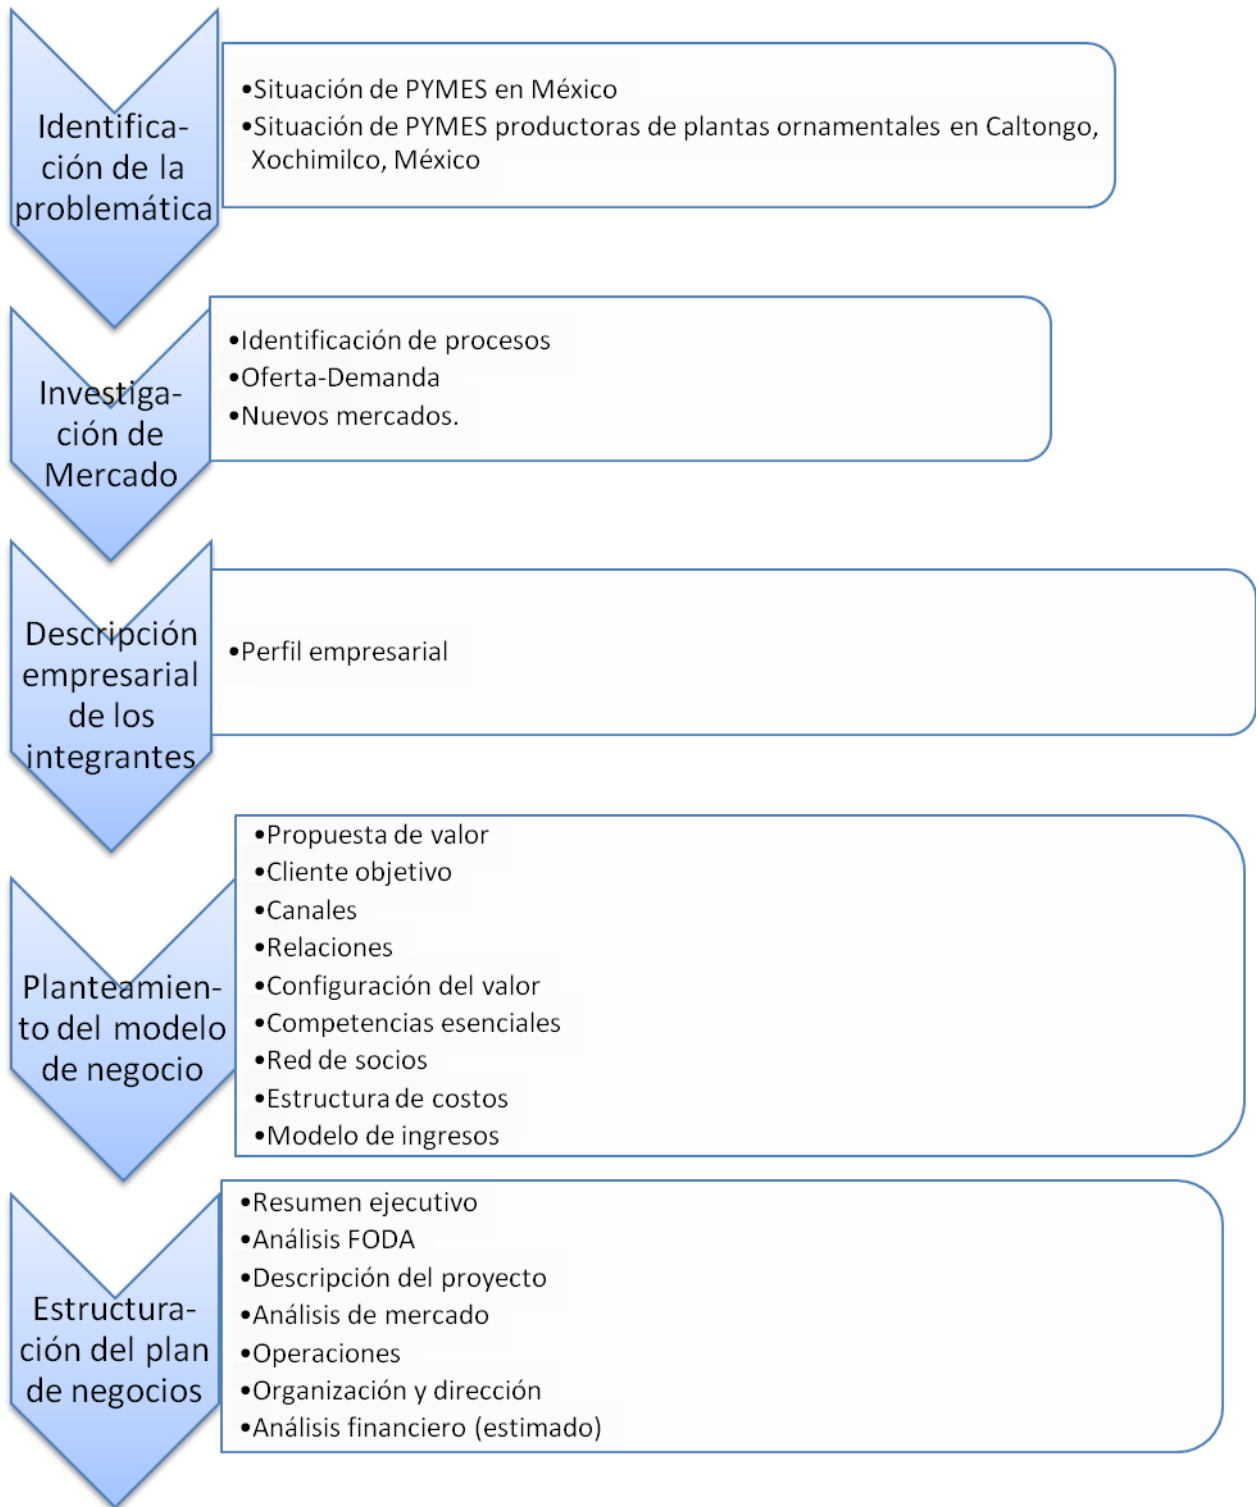 Identifica-
ción de la
problemática
•Situación de PYMES en México
•Situación de PYMES productoras de plantas ornamentales en Caltongo,
Xochimilco, México
Investiga-
ción de
Mercado
•Identificación de procesos
•Oferta-Demanda
•Nuevos mercados.
Descripción
empresarial
de los
integrantes
•Perfil empresarial
Planteamien-
to del modelo
de negocio
•Propuesta de valor
•Cliente objetivo
•Canales
•Relaciones
•Configuración del valor
•Competencias esenciales
•Red de socios
•Estructura de costos
•Modelo de ingresos
Estructura-
ción del plan
de negocios
•Resumen ejecutivo
•Análisis FODA
•Descripción del proyecto
•Análisis de mercado
•Operaciones
•Organización y dirección
•Análisis financiero (estimado)